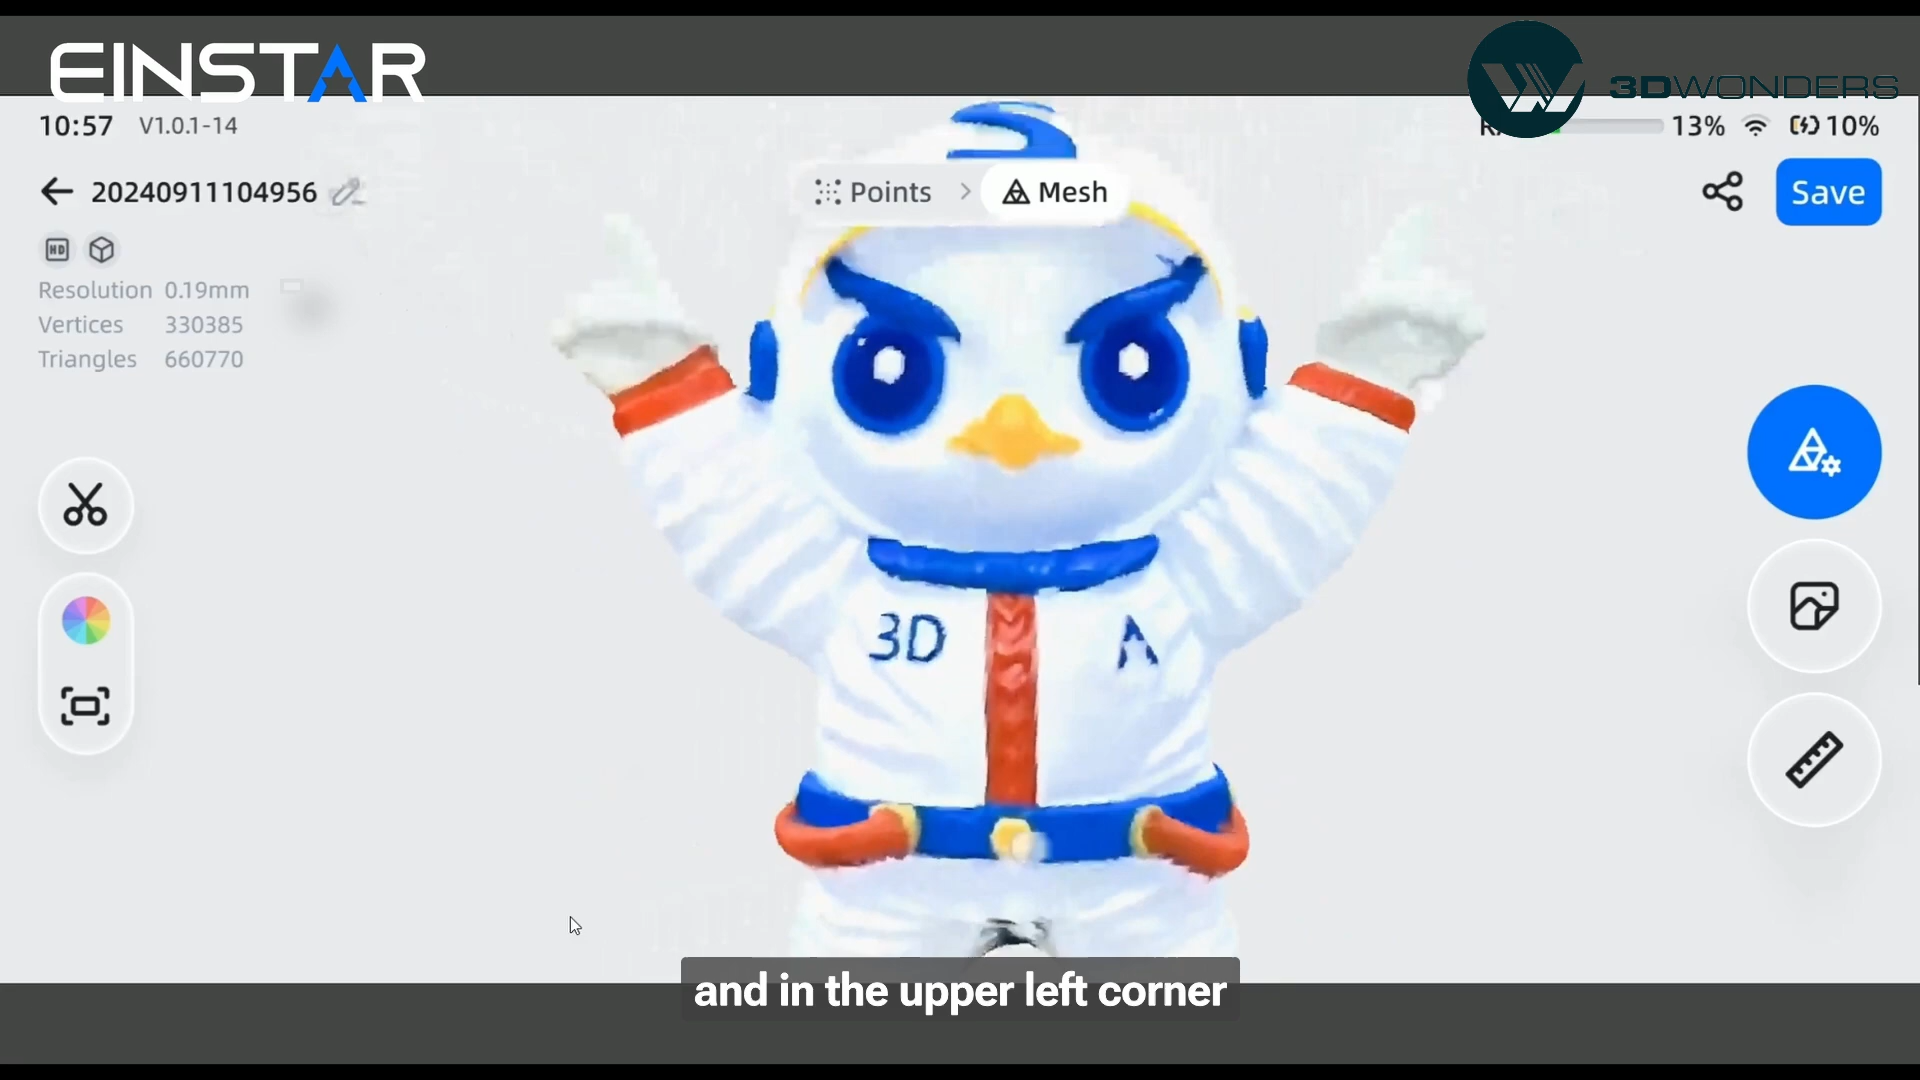 EINSTAR
3DWONDERS
10:57 V1.0.1-14
13% 10%
20240911104956
Points > Mesh
Save
HD
Resolution 0.19mm
Vertices 330385
Triangles 660770
3D A
and in the upper left corner